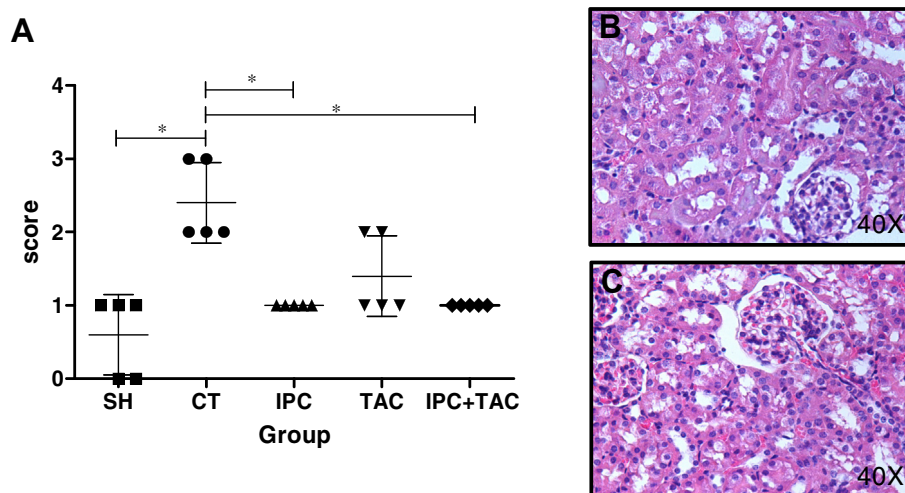 A
4
3
2
1
0
score
*
*
*
SH CT IPC TAC IPC+TAC
Group
B
40X
C
40X